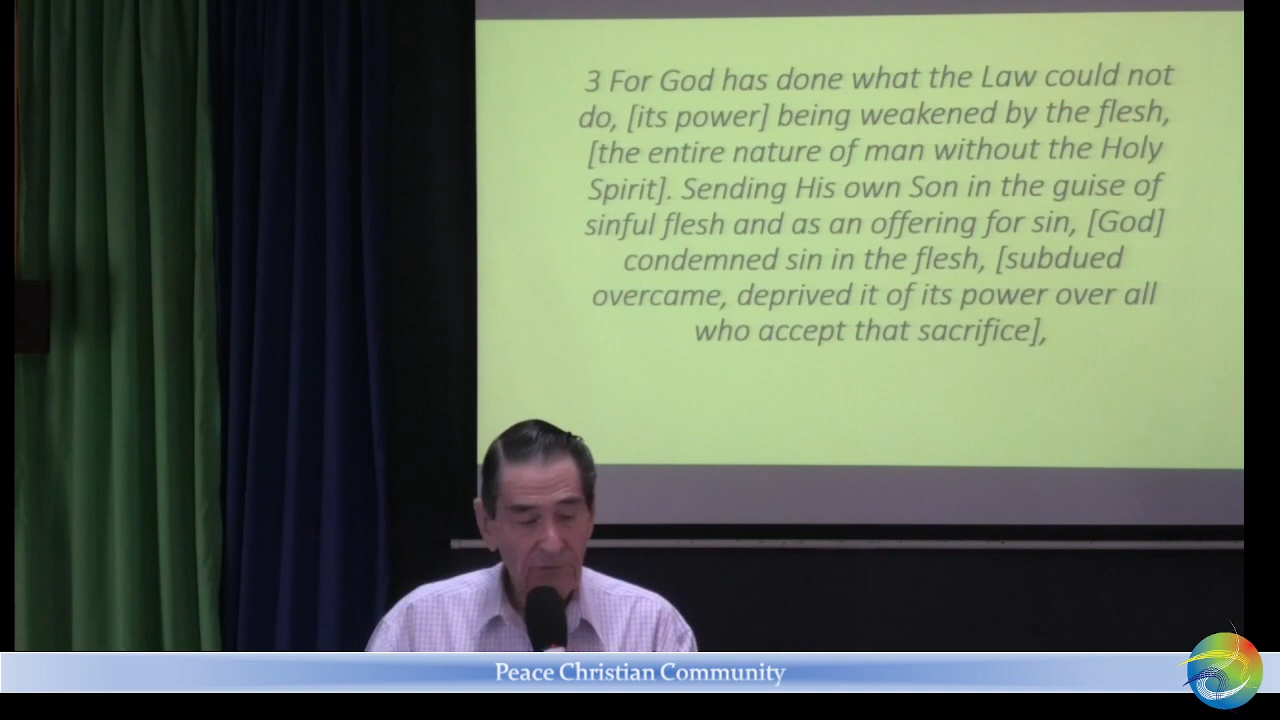 3 For God has done what the Law could not
do, [its power] being weakened by the flesh,
[the entire nature of man without the Holy
Spirit]. Sending His own Son in the guise of
sinful flesh and as an offering for sin, [God]
condemned sin in the flesh, [subdued
overcame, deprived it of its power over all
who accept that sacrifice],
Peace Christian Community